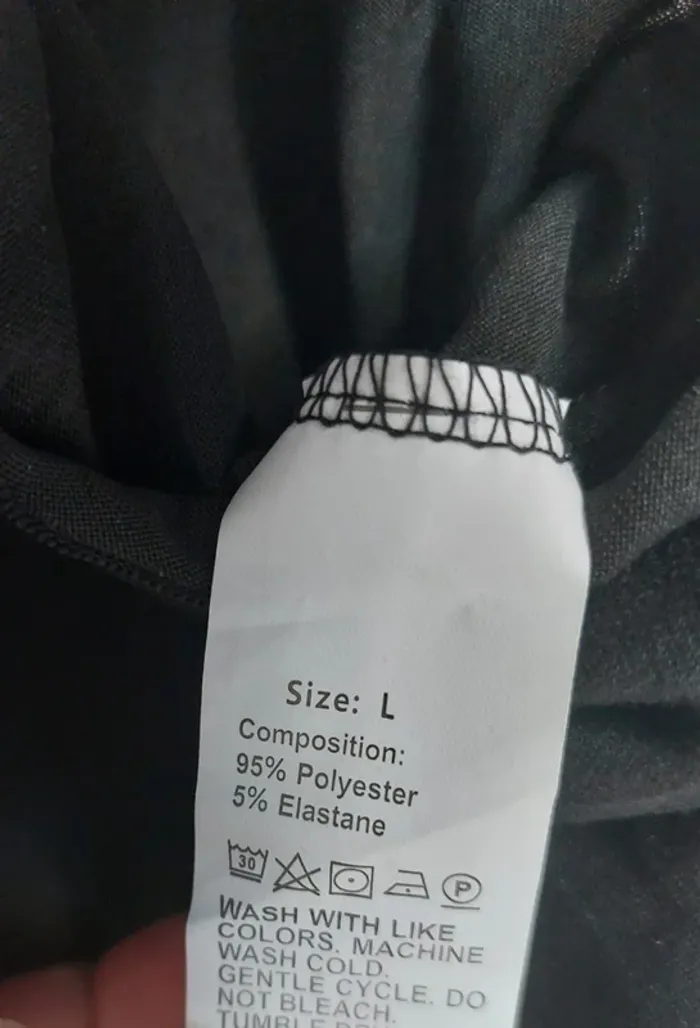 Size: L
Composition:
95% Polyester
5% Elastane
30 P
WASH WITH LIKE
COLORS. MACHINE
WASH COLD.
GENTLE CYCLE. DO
NOT BLEACH.
TUMBLE